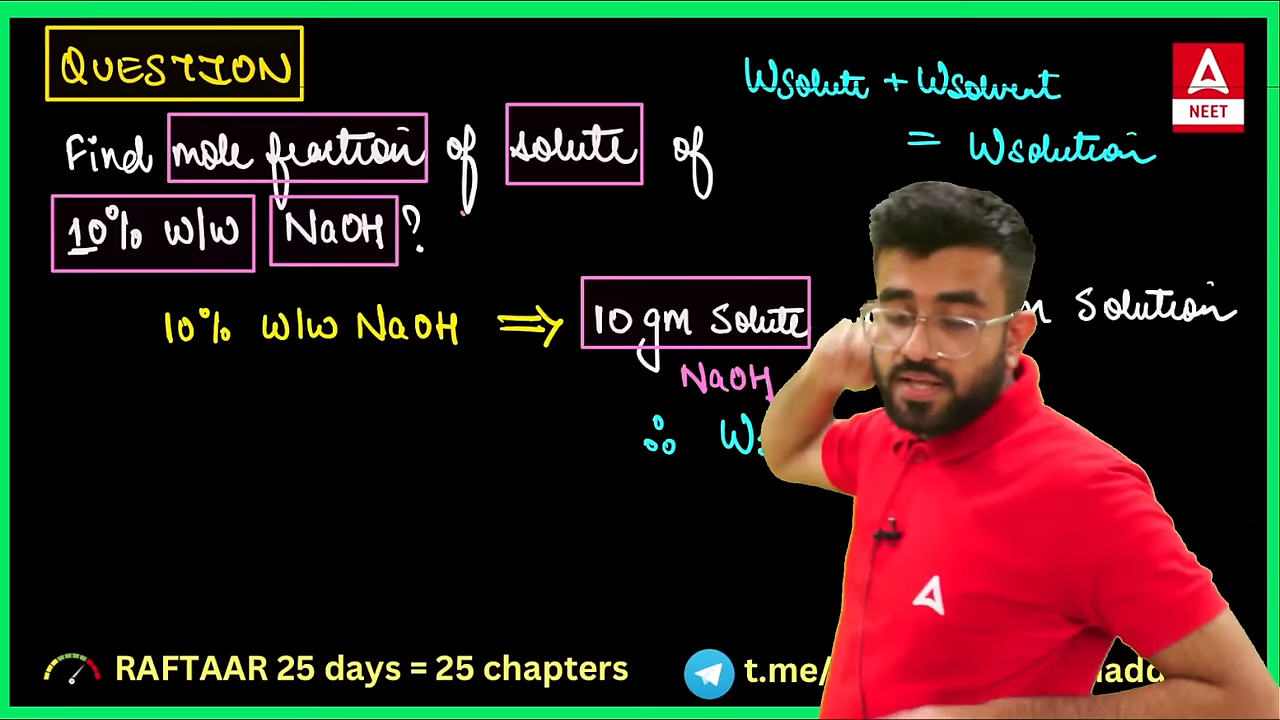 QUESTION
Wsolute + Wsolvent
= Wsolution
NEET
Find mole fraction of solute of
10% w/w NaOH ?
10% w/w NaOH ⇒ 10 gm Solute Solution
NaOH
∴
RAFTAAR 25 days = 25 chapters
t.me/